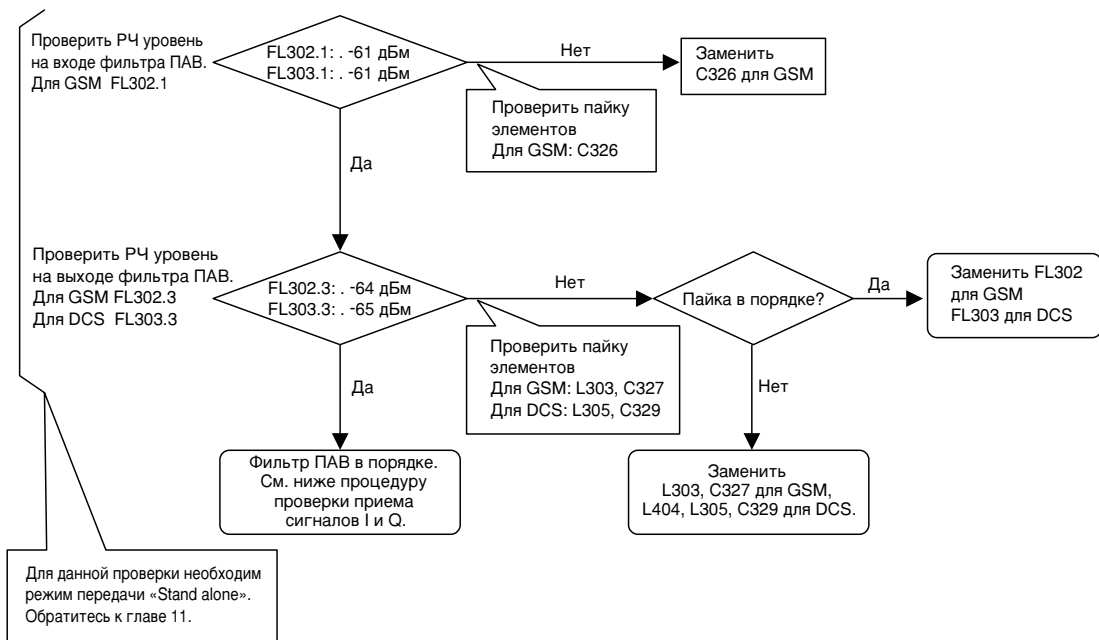 Проверить РЧ уровень
на входе фильтра ПАВ.
Для GSM FL302.1
FL302.1: . -61 дБм
FL303.1: . -61 дБм
Нет
Заменить
С326 для GSM
Проверить пайку
элементов
Для GSM: C326
Да
Проверить РЧ уровень
на выходе фильтра ПАВ.
Для GSM FL302.3
Для DCS FL303.3
FL302.3: . -64 дБм
FL303.3: . -65 дБм
Нет
Пайка в порядке?
Да
Заменить FL302
для GSM
FL303 для DCS
Проверить пайку
элементов
Для GSM: L303, C327
Для DCS: L305, C329
Да
Нет
Фильтр ПАВ в порядке.
См. ниже процедуру
проверки приема
сигналов I и Q.
Заменить
L303, C327 для GSM,
L404, L305, C329 для DCS.
Для данной проверки необходим
режим передачи «Stand alone».
Обратитесь к главе 11.